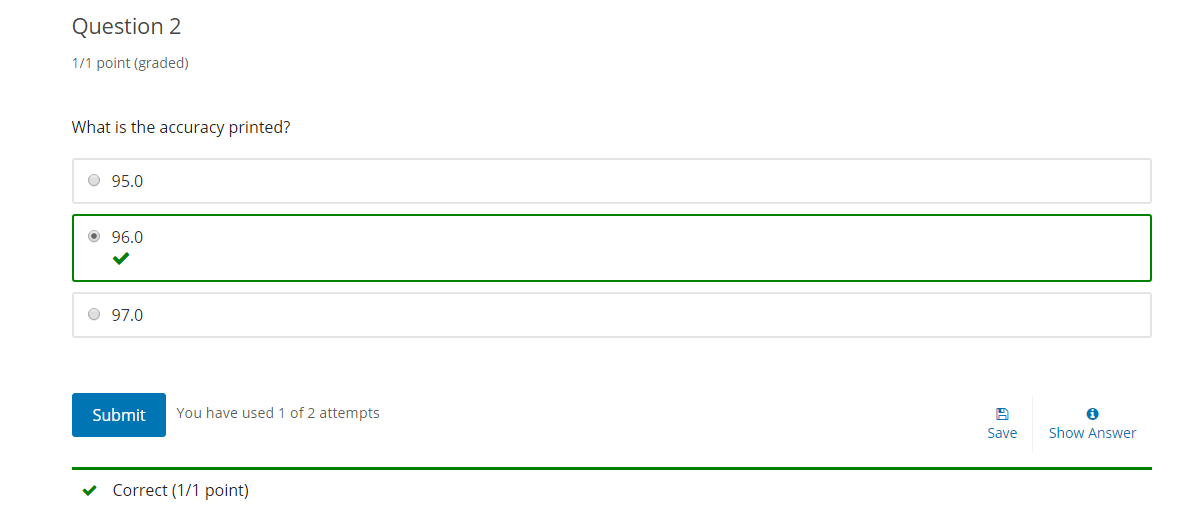 Question 2
1/1 point (graded)
What is the accuracy printed?
95.0
96.0
97.0
Submit You have used 1 of 2 attempts
Save Show Answer
Correct (1/1 point)